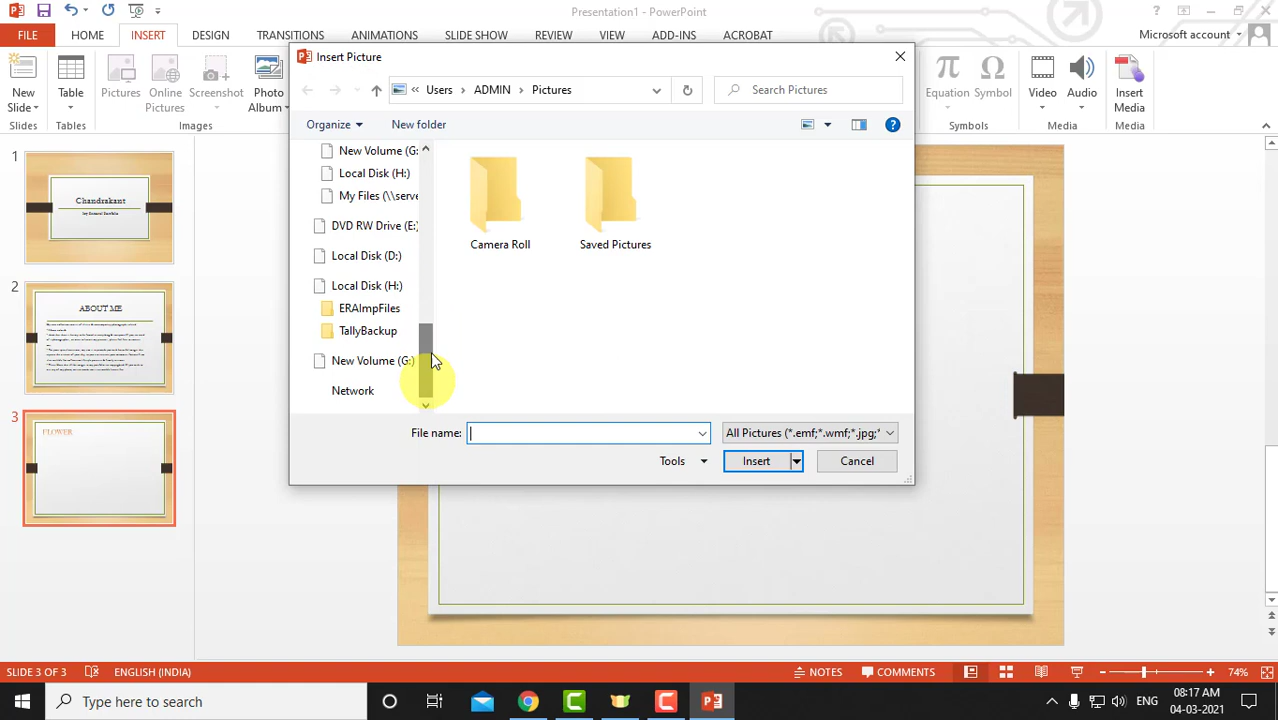 Presentation1 - PowerPoint
FILE
HOME
INSERT
DESIGN
TRANSITIONS
ANIMATIONS
SLIDE SHOW
REVIEW
VIEW
ADD-INS
ACROBAT
Microsoft account
New
Slide
Table
Pictures
Online
Pictures
Screenshot
Photo
Album
Equation
Symbol
Video
Audio
Insert
Media
Slides
Tables
Images
Symbols
Media
Media
Insert Picture
Users
ADMIN
Pictures
Search Pictures
Organize
New folder
New Volume (G:
Local Disk (H:)
My Files (\\serve
DVD RW Drive (E:)
Local Disk (D:)
Local Disk (H:)
ERAImpFiles
TallyBackup
New Volume (G:)
Network
Camera Roll
Saved Pictures
File name:
All Pictures (*.emf;*.wmf;*.jpg;*
Tools
Insert
Cancel
1
Chandrakant
2
ABOUT ME
3
FLOWER
SLIDE 3 OF 3
ENGLISH (INDIA)
NOTES
COMMENTS
74%
Type here to search
ENG
08:17 AM
04-03-2021